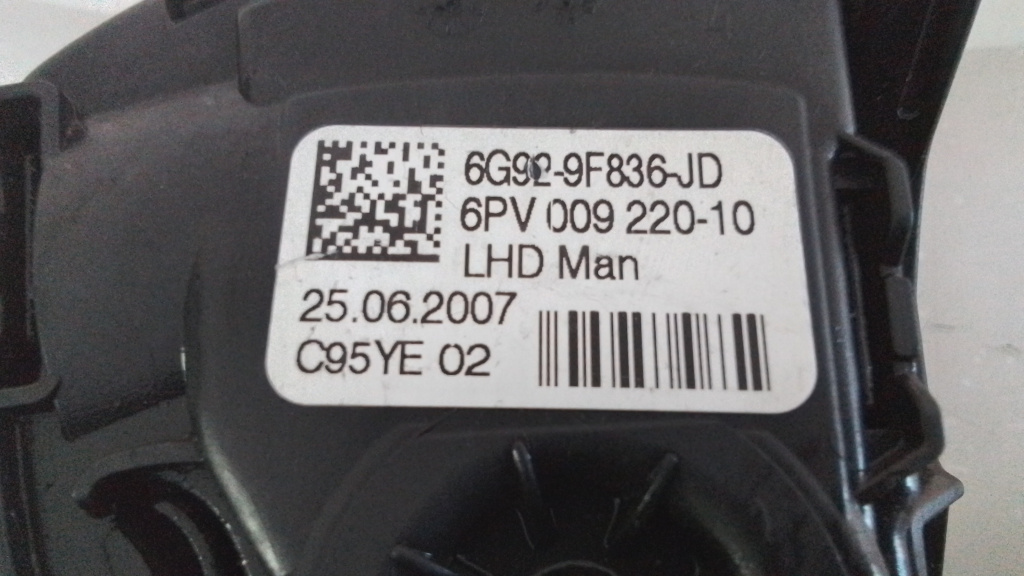 6G92-9F836-JD
6PV 009 220-10
LHD Man
25.06.2007
C95YE 02